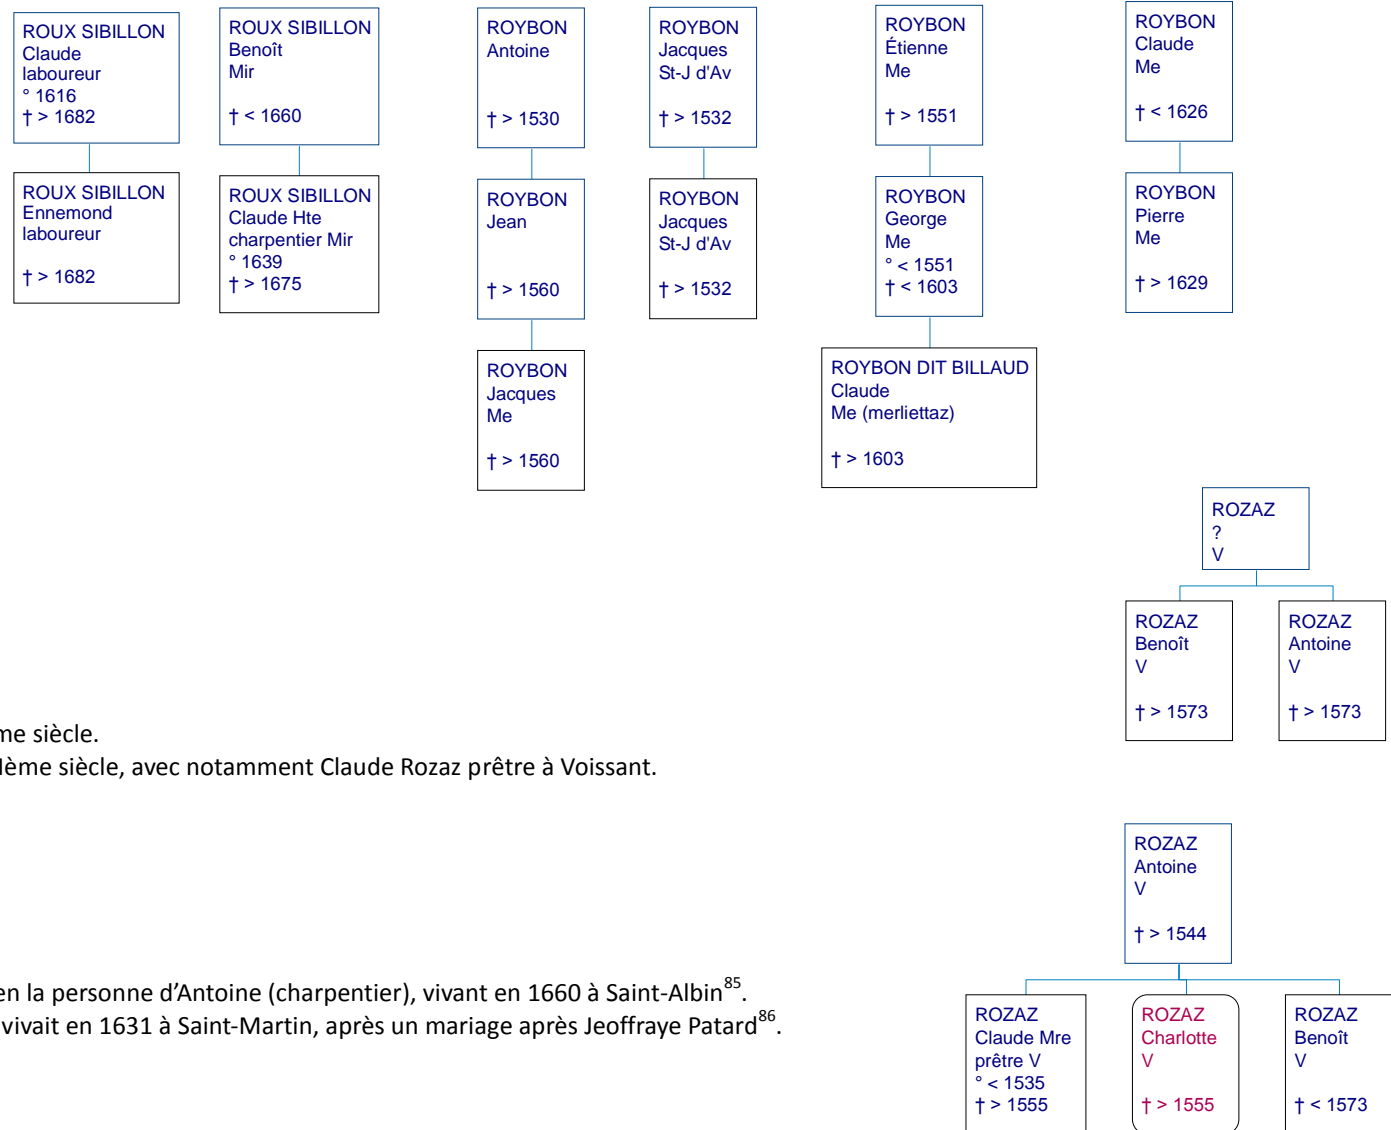 ROUX SIBILLON
Claude
laboureur
° 1616
† > 1682
ROUX SIBILLON
Benoît
Mir
† < 1660
ROYBON
Antoine
† > 1530
ROYBON
Jacques
St-J d'Av
† > 1532
ROYBON
Étienne
Me
† > 1551
ROYBON
Claude
Me
† < 1626
ROUX SIBILLON
Ennemond
laboureur
† > 1682
ROUX SIBILLON
Claude Hte
charpentier Mir
° 1639
† > 1675
ROYBON
Jean
† > 1560
ROYBON
Jacques
St-J d'Av
† > 1532
ROYBON
George
Me
° < 1551
† < 1603
ROYBON
Pierre
Me
† > 1629
ROYBON
Jacques
Me
† > 1560
ROYBON DIT BILLAUD
Claude
Me (merliettaz)
† > 1603
ROZAZ
?
V
ROZAZ
Benoît
V
† > 1573
ROZAZ
Antoine
V
† > 1573
me siècle.
Ième siècle, avec notamment Claude Rozaz prêtre à Voissant.
ROZAZ
Antoine
V
† > 1544
en la personne d'Antoine (charpentier), vivant en 1660 à Saint-Albin85.
vivait en 1631 à Saint-Martin, après un mariage après Jeoffraye Patard86.
ROZAZ
Claude Mre
prêtre V
° < 1535
† > 1555
ROZAZ
Charlotte
V
† > 1555
ROZAZ
Benoît
V
† < 1573